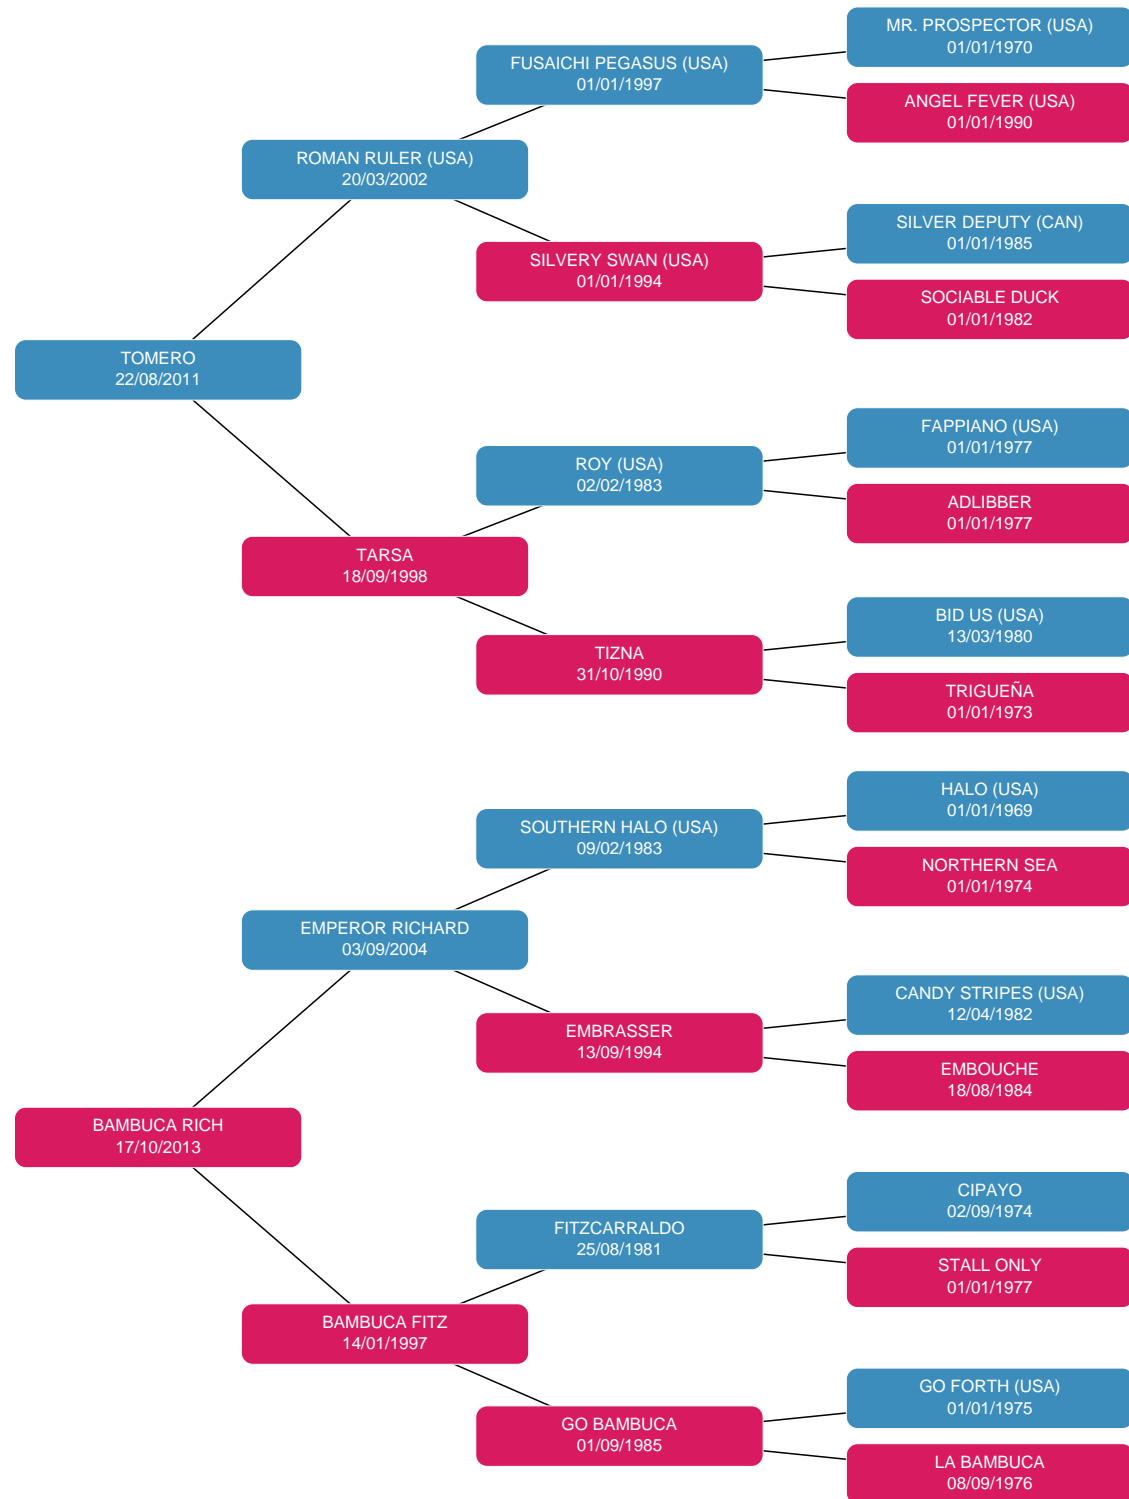 MR. PROSPECTOR (USA)
01/01/1970
FUSAICHI PEGASUS (USA)
01/01/1997
ANGEL FEVER (USA)
01/01/1990
ROMAN RULER (USA)
20/03/2002
SILVER DEPUTY (CAN)
01/01/1985
SILVERY SWAN (USA)
01/01/1994
SOCIABLE DUCK
01/01/1982
TOMERO
22/08/2011
FAPPIANO (USA)
01/01/1977
ROY (USA)
02/02/1983
ADLIBBER
01/01/1977
TARSA
18/09/1998
BID US (USA)
13/03/1980
TIZNA
31/10/1990
TRIGUEÑA
01/01/1973
HALO (USA)
01/01/1969
SOUTHERN HALO (USA)
09/02/1983
NORTHERN SEA
01/01/1974
EMPEROR RICHARD
03/09/2004
CANDY STRIPES (USA)
12/04/1982
EMBRASSER
13/09/1994
EMBOUCHE
18/08/1984
BAMBUCA RICH
17/10/2013
CIPAYO
02/09/1974
FITZCARRALDO
25/08/1981
STALL ONLY
01/01/1977
BAMBUCA FITZ
14/01/1997
GO FORTH (USA)
01/01/1975
GO BAMBUCA
01/09/1985
LA BAMBUCA
08/09/1976